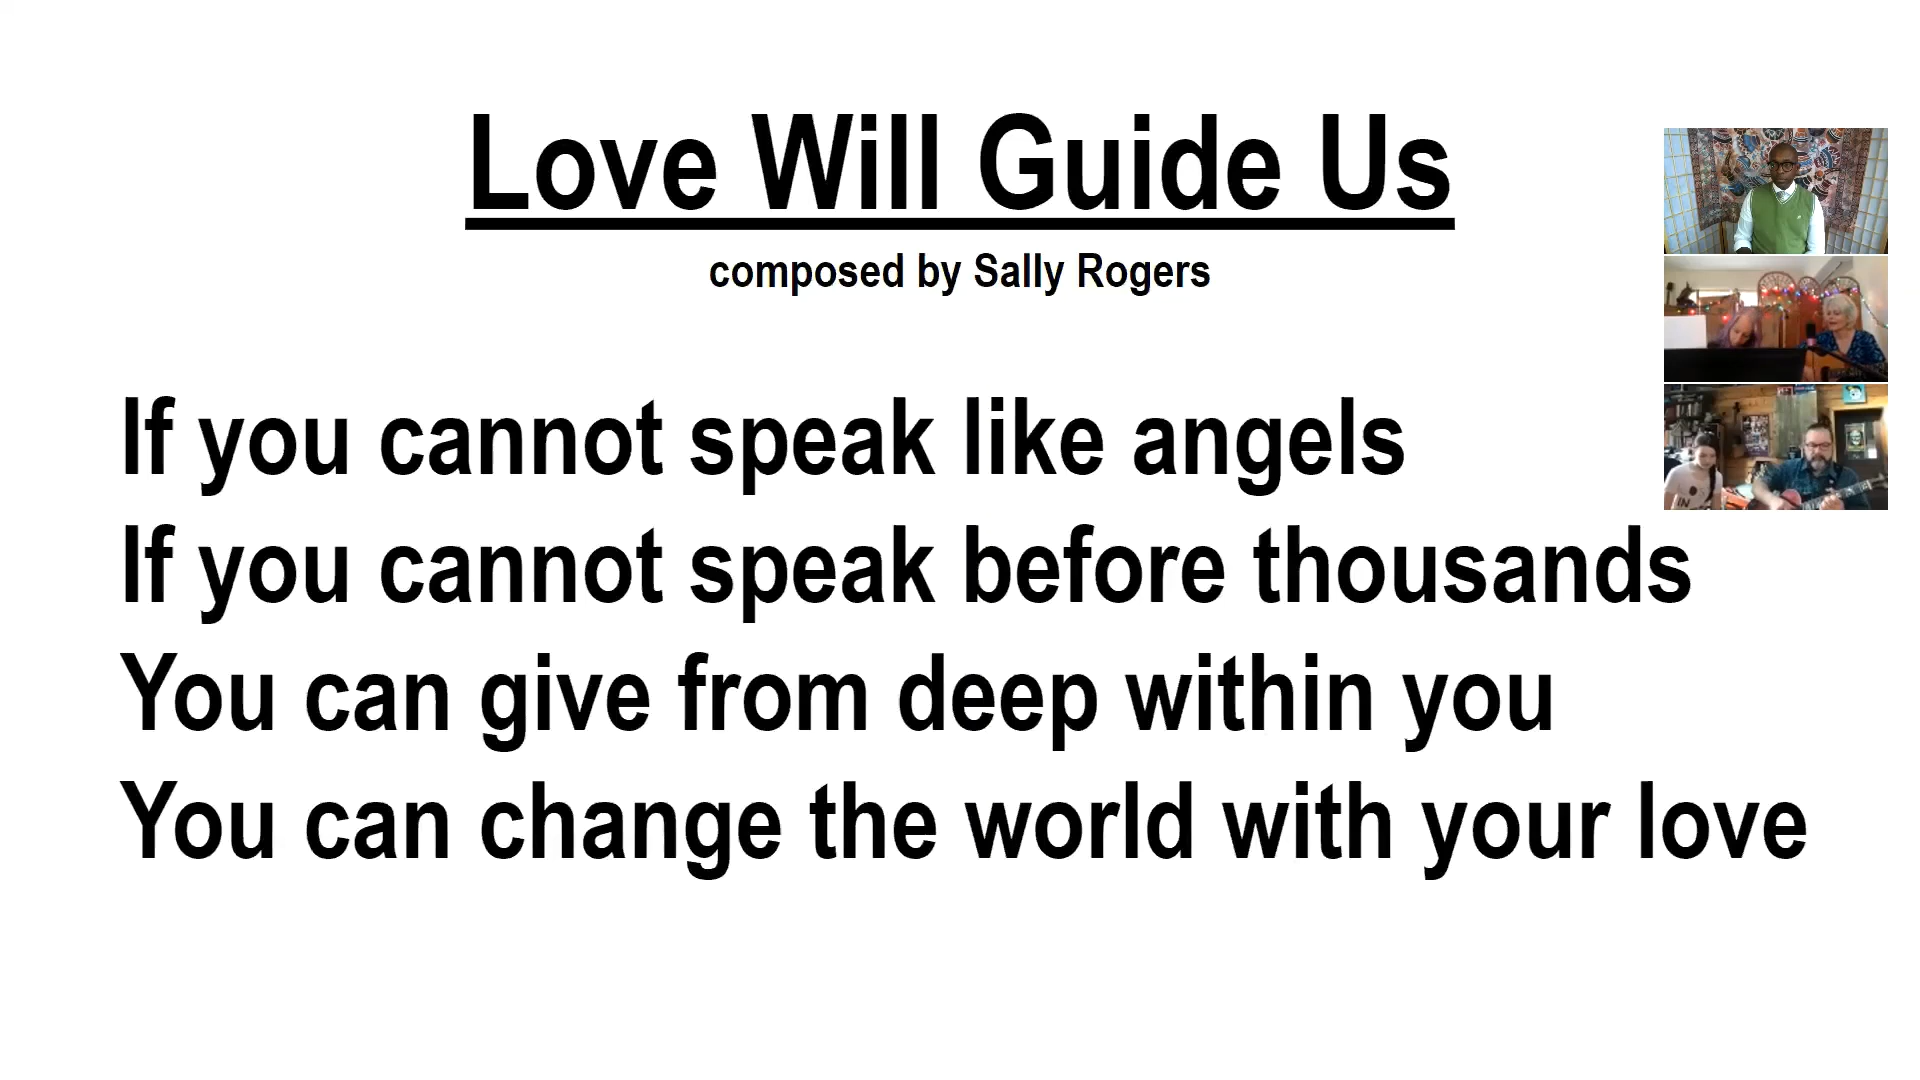 Love Will Guide Us
composed by Sally Rogers
If you cannot speak like angels
If you cannot speak before thousands
You can give from deep within you
You can change the world with your love
IN